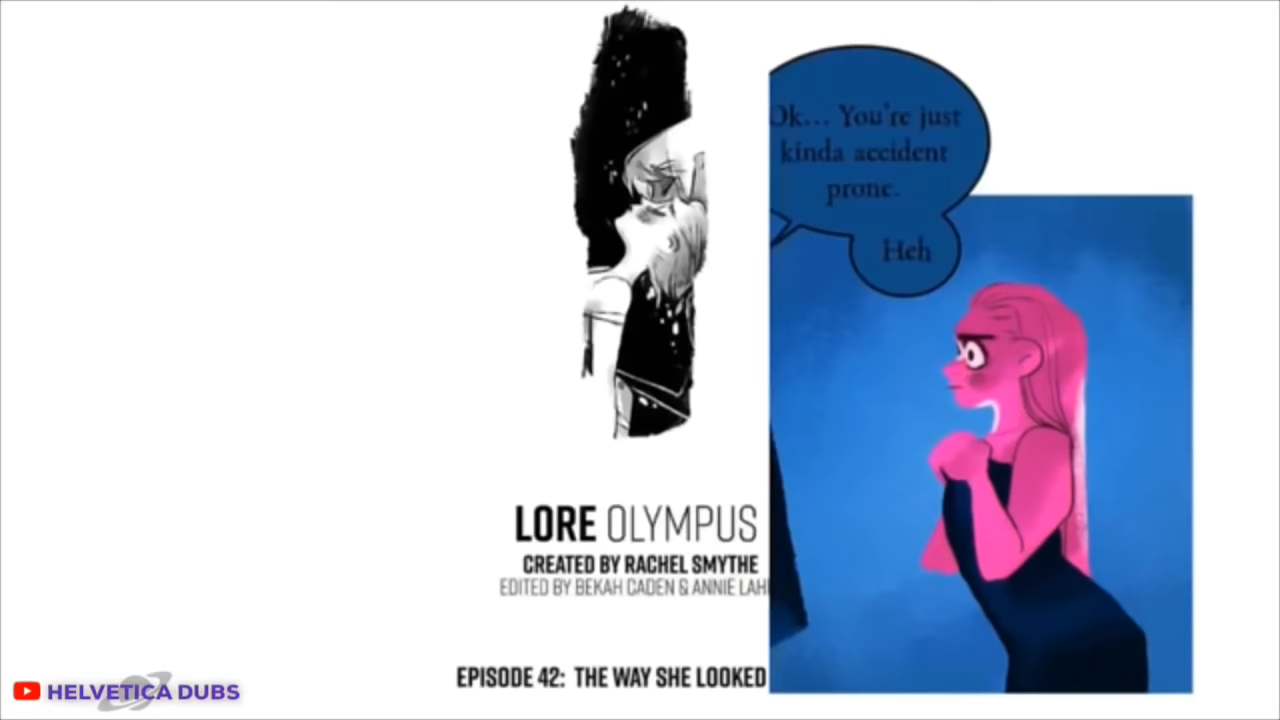 Ok... You're just
kinda accident
prone.
Heh
LORE OLYMPUS
CREATED BY RACHEL SMYTHE
EDITED BY BEKAH CADEN & ANNIE LAH
EPISODE 42: THE WAY SHE LOOKED
HELVETICA DUBS